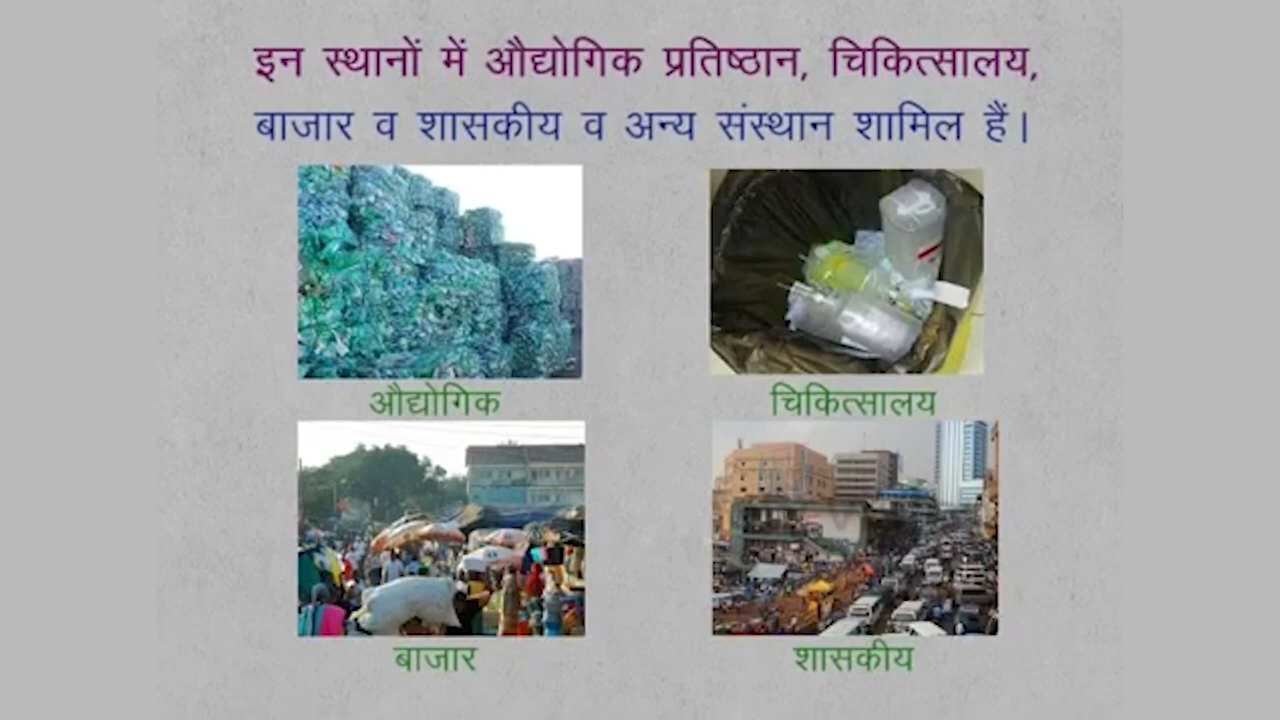 इन स्थानों में औद्योगिक प्रतिष्ठान, चिकित्सालय,
बाजार व शासकीय व अन्य संस्थान शामिल हैं।
औद्योगिक
चिकित्सालय
बाजार
शासकीय